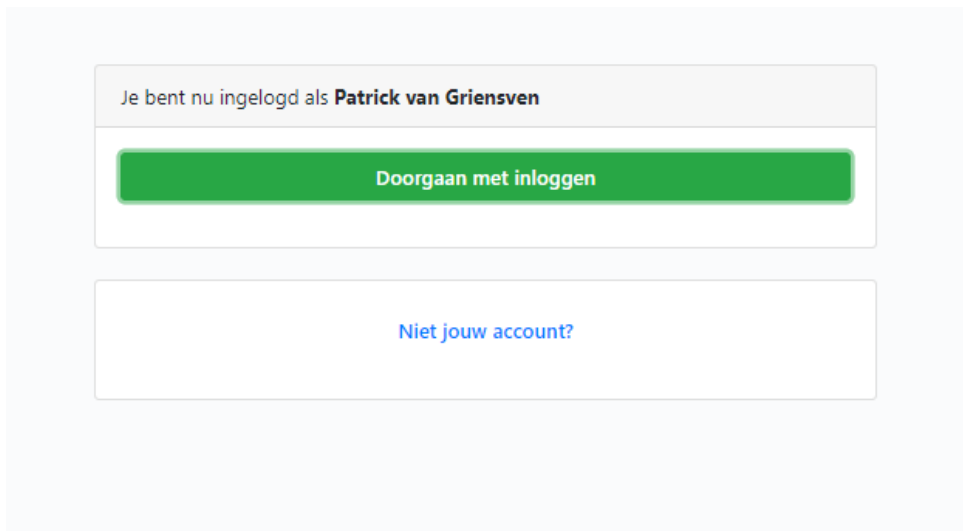 Je bent nu ingelogd als Patrick van Griensven
Doorgaan met inloggen
Niet jouw account?